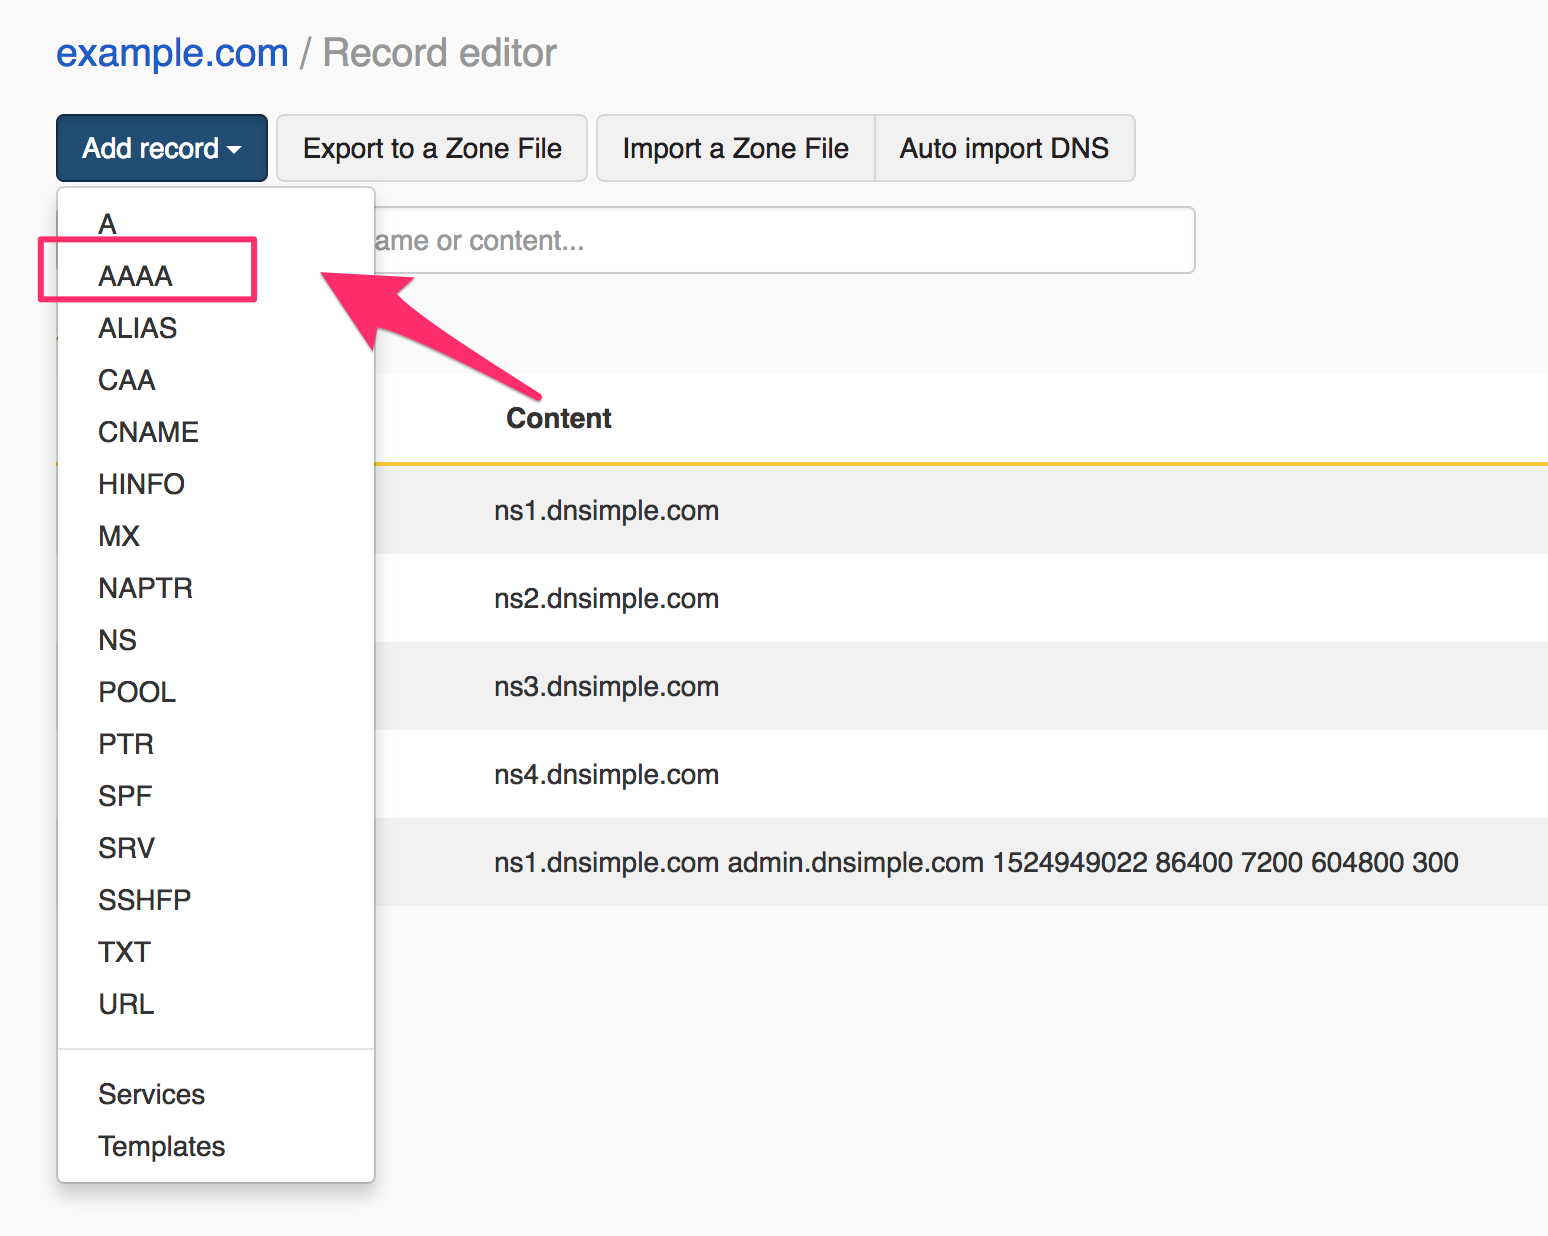 example.com / Record editor
Add record
Export to a Zone File
Import a Zone File
Auto import DNS
or content...
A
AAAA
ALIAS
CAA
CNAME
HINFO
MX
NAPTR
NS
POOL
PTR
SPF
SRV
SSHFP
TXT
URL
Services
Templates
Content
ns1.dnsimple.com
ns2.dnsimple.com
ns3.dnsimple.com
ns4.dnsimple.com
ns1.dnsimple.com admin.dnsimple.com 1524949022 86400 7200 604800 300